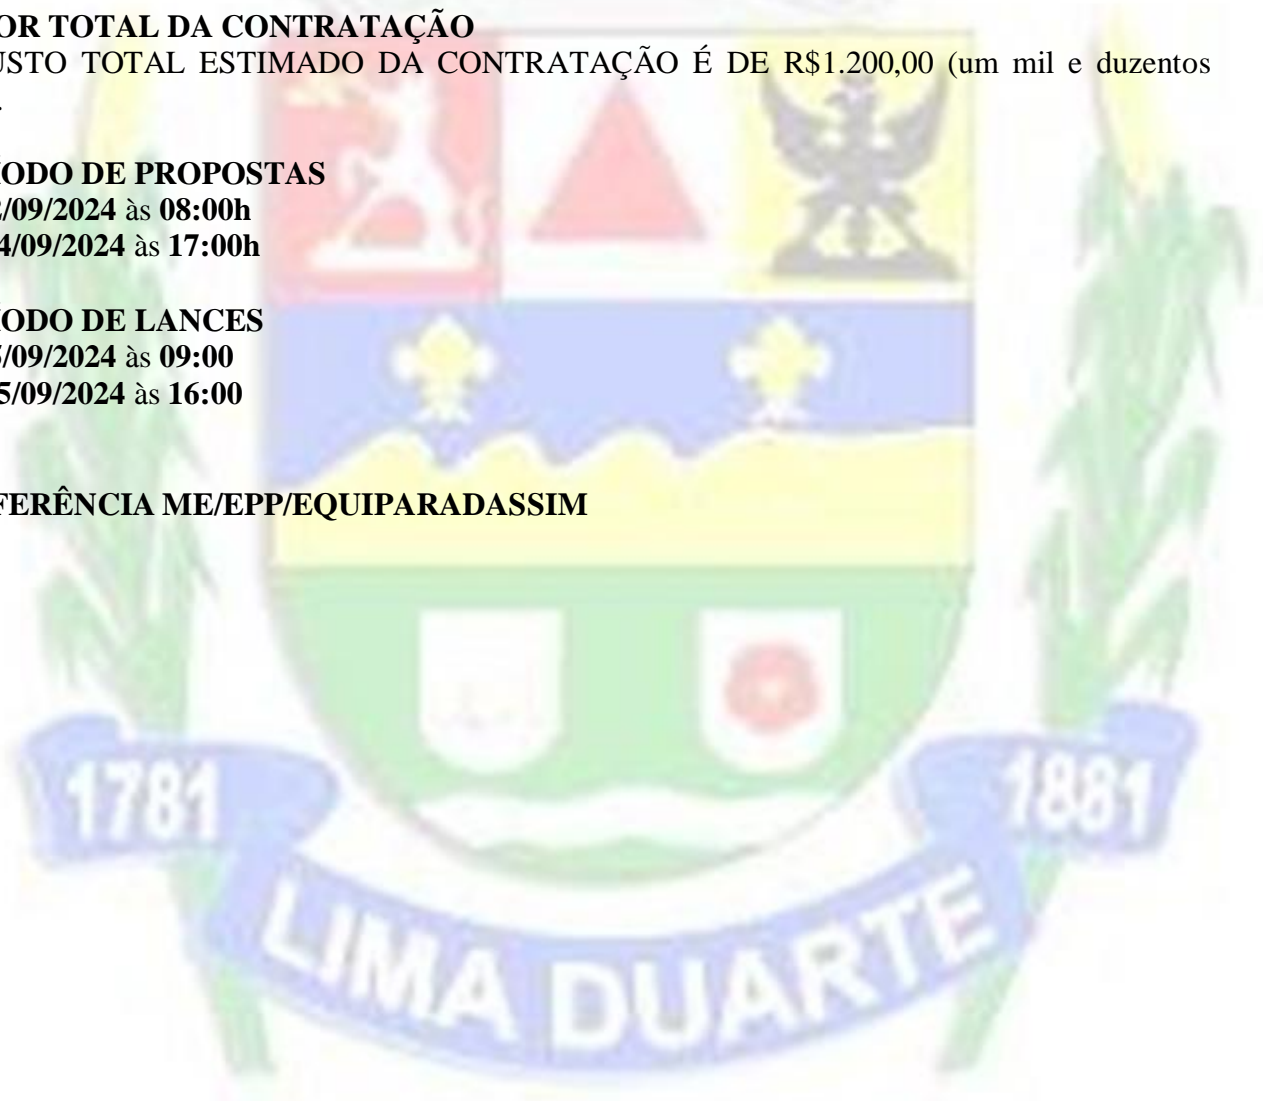 OR TOTAL DA CONTRATAÇÃO
USTO TOTAL ESTIMADO DA CONTRATAÇÃO É DE R$1.200,00 (um mil e duzentos
.
ODO DE PROPOSTAS
/09/2024 às 08:00h
4/09/2024 às 17:00h
ODO DE LANCES
/09/2024 às 09:00
5/09/2024 às 16:00
FERÊNCIA ME/EPP/EQUIPARADASSIM
1781
1881
LIMA DUARTE